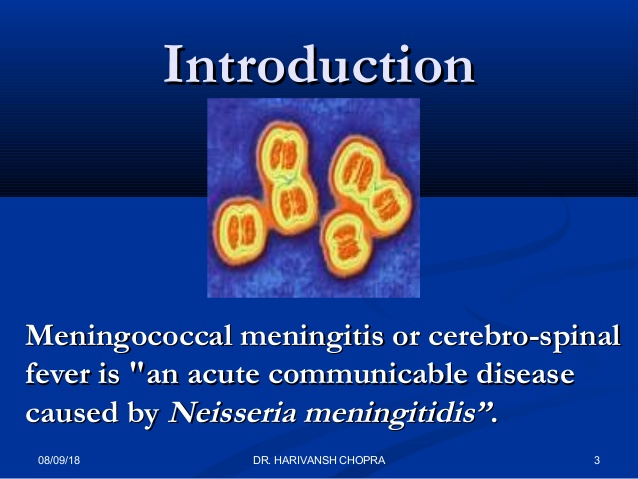 Introduction
Meningococcal meningitis or cerebro-spinal
fever is "an acute communicable disease
caused by Neisseria meningitidis”.
08/09/18 DR. HARIVANSH CHOPRA 3